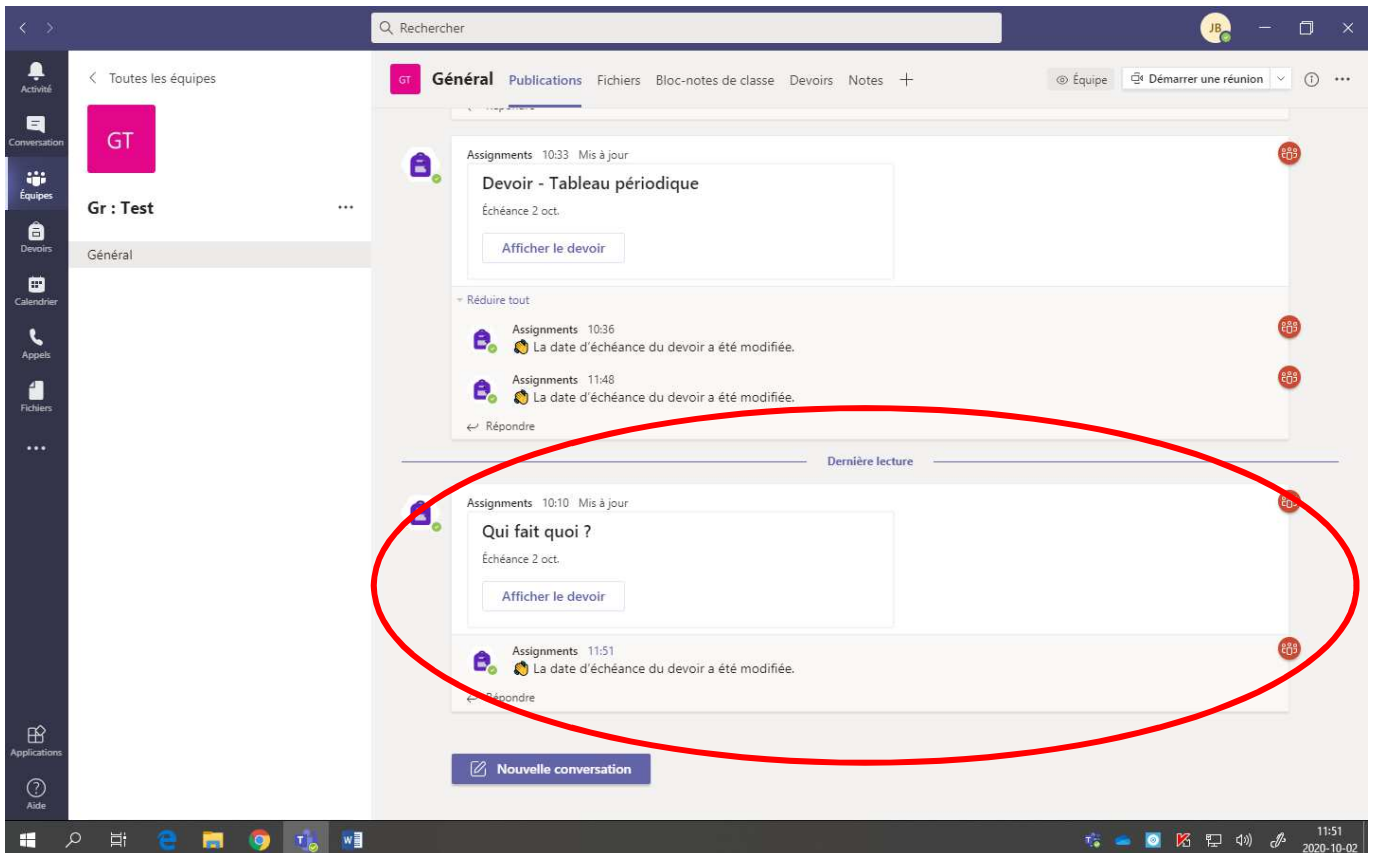 Rechercher
JB
Activité
Conversation
Équipes
Devoirs
Calendrier
Appels
Fichiers
Applications
Aide
Toutes les équipes
GT
Gr : Test
Général
GT Général Publications Fichiers Bloc-notes de classe Devoirs Notes
Équipe Démarrer une réunion
Assignments 10:33 Mis à jour
Devoir - Tableau périodique
Échéance 2 oct.
Afficher le devoir
Réduire tout
Assignments 10:36
La date d'échéance du devoir a été modifiée.
Assignments 11:48
La date d'échéance du devoir a été modifiée.
Répondre
Dernière lecture
Assignments 10:10 Mis à jour
Qui fait quoi ?
Échéance 2 oct.
Afficher le devoir
Assignments 11:51
La date d'échéance du devoir a été modifiée.
Répondre
Nouvelle conversation
11:51
2020-10-02